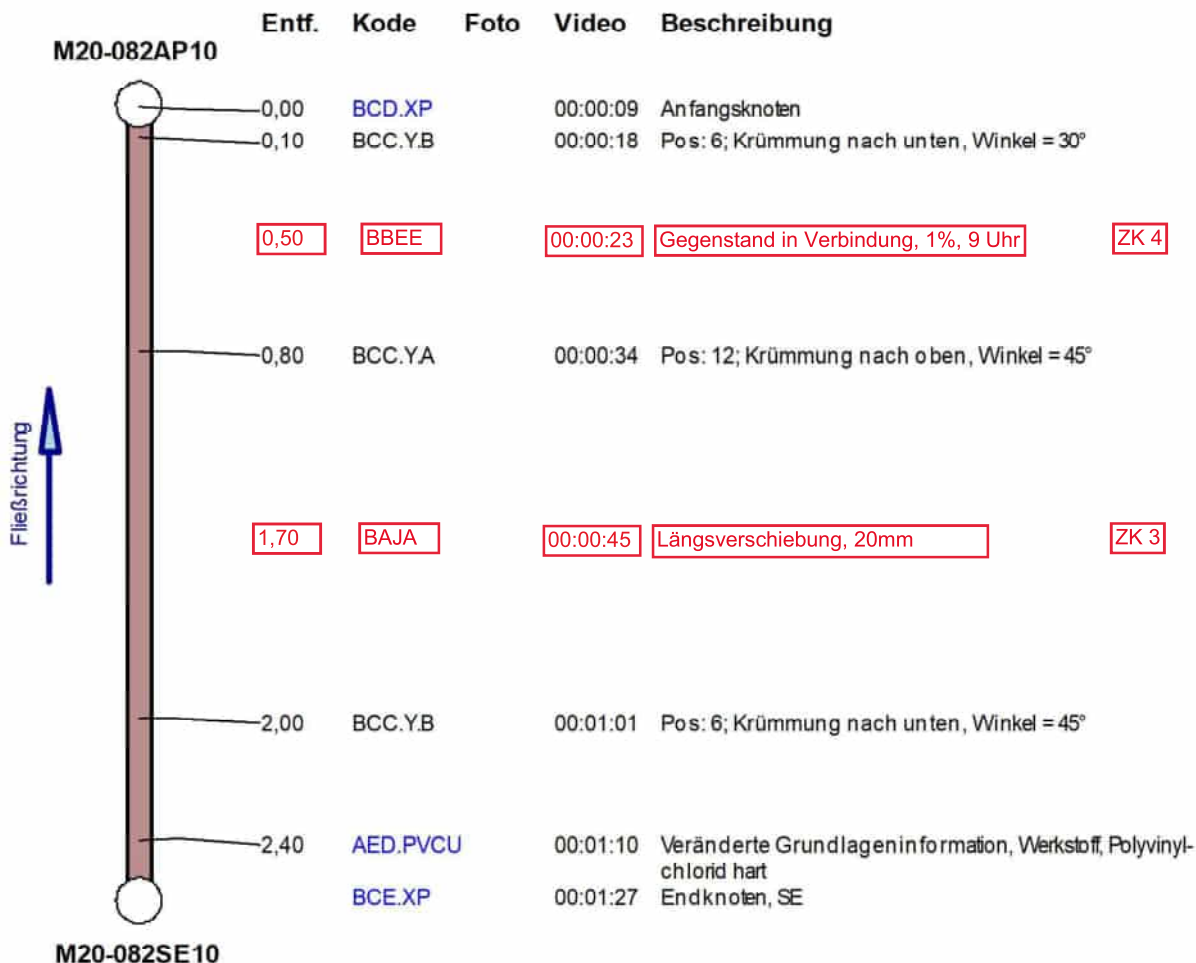 Entf. Kode Foto Video Beschreibung
M20-082AP10
0,00 BCD.XP 00:00:09 Anfangsknoten
0,10 BCC.Y.B 00:00:18 Pos: 6; Krümmung nach unten, Winkel = 30°
0,50 BBEE 00:00:23 Gegenstand in Verbindung, 1%, 9 Uhr ZK 4
0,80 BCC.Y.A 00:00:34 Pos: 12; Krümmung nach oben, Winkel = 45°
Fließrichtung
1,70 BAJA 00:00:45 Längsverschiebung, 20mm ZK 3
2,00 BCC.Y.B 00:01:01 Pos: 6; Krümmung nach unten, Winkel = 45°
2,40 AED.PVCU 00:01:10 Veränderte Grundlageninformation, Werkstoff, Polyvinyl-
chlorid hart
BCE.XP 00:01:27 Endknoten, SE
M20-082SE10